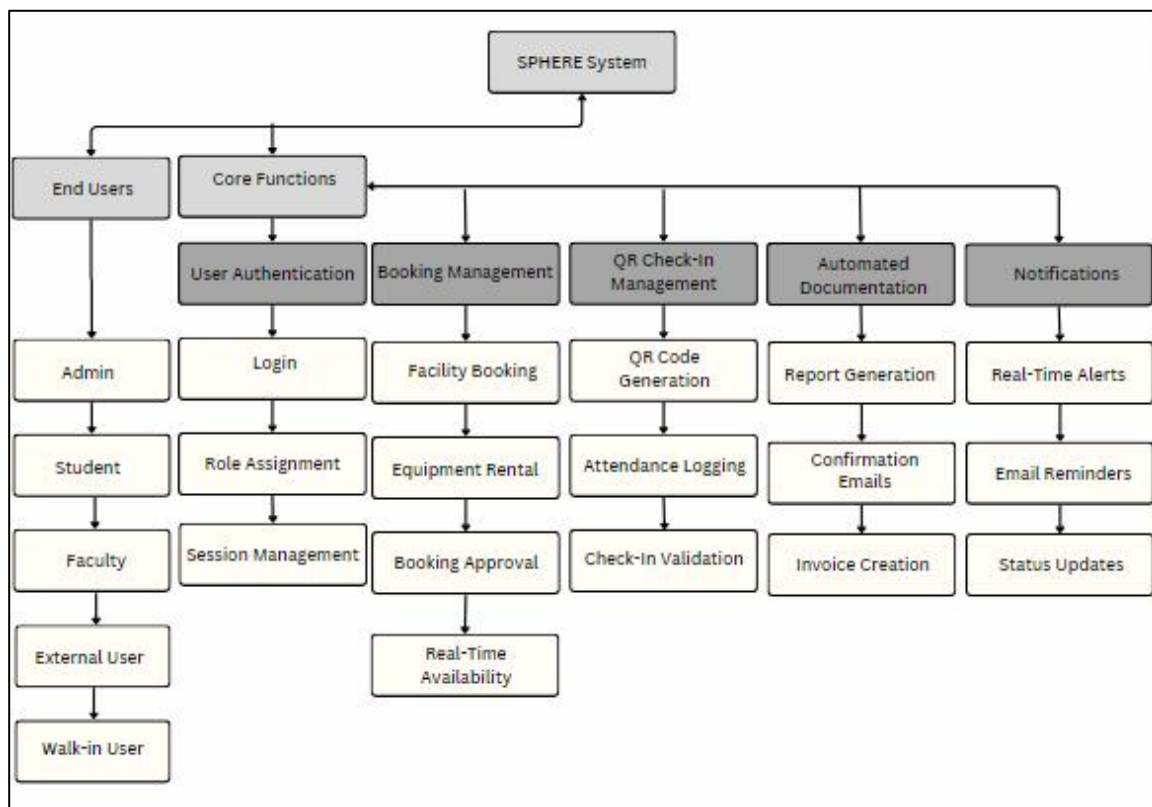 SPHERE System
End Users
Core Functions
User Authentication
Booking Management
QR Check-In
Management
Automated
Documentation
Notifications
Admin
Login
Facility Booking
QR Code
Generation
Report Generation
Real-Time Alerts
Student
Role Assignment
Equipment Rental
Attendance Logging
Confirmation
Emails
Email Reminders
Faculty
Session Management
Booking Approval
Check-In Validation
Invoice Creation
Status Updates
External User
Real-Time
Availability
Walk-in User